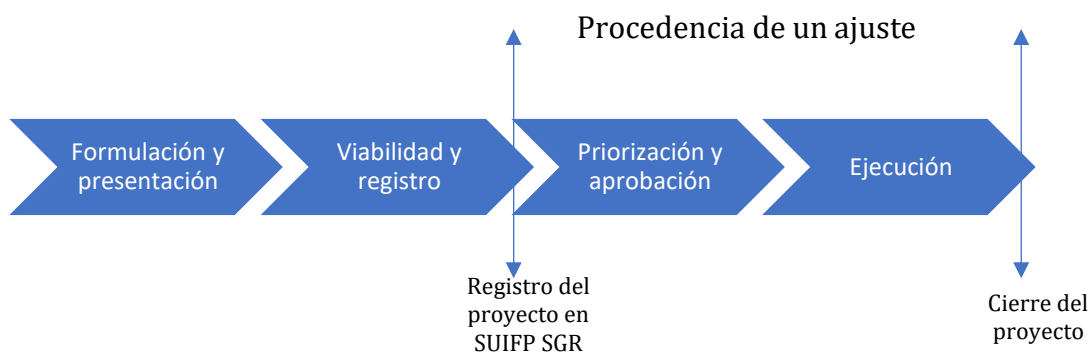 Procedencia de un ajuste
Formulación y
presentación
Viabilidad y
registro
Priorización y
aprobación
Ejecución
Registro del
proyecto en
SUIFP SGR
Cierre del
proyecto